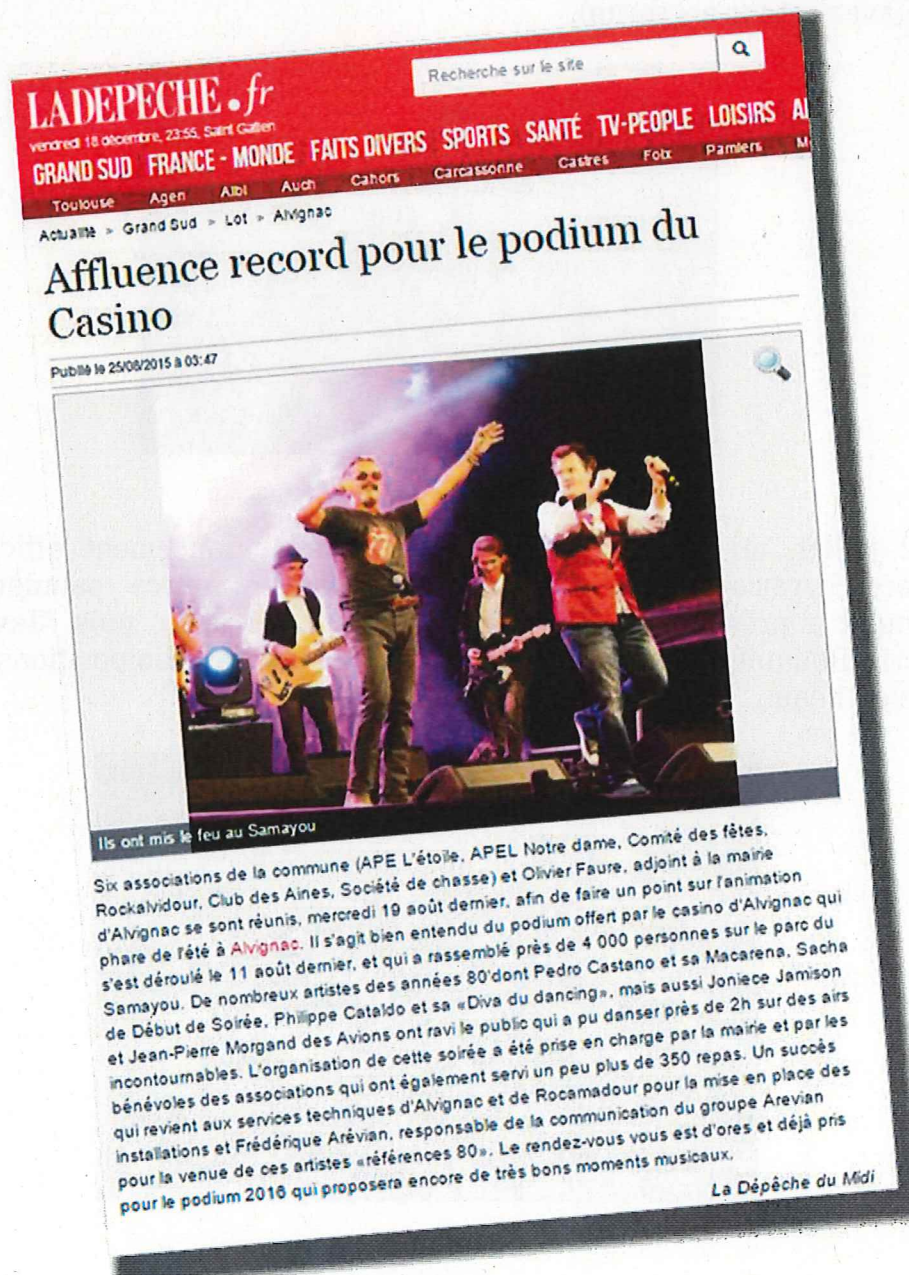 LADEPECHE.fr
Recherche sur le site
vendredi 18 décembre, 23:55, Saint Gatien
GRAND SUD FRANCE - MONDE FAITS DIVERS SPORTS SANTÉ TV-PEOPLE LOISIRS
Toulouse Agen Albi Auch Cahors Carcassonne Castres Foix Pamiers
Actualité > Grand Sud > Lot > Alvignac
Affluence record pour le podium du
Casino
Publié le 25/08/2015 à 03:47
Ils ont mis le feu au Samayou
Six associations de la commune (APE L'étoile, APEL Notre dame, Comité des fêtes,
Rockalvidour, Club des Aines, Société de chasse) et Olivier Faure, adjoint à la mairie
d'Alvignac se sont réunis, mercredi 19 août dernier, afin de faire un point sur l'animation
phare de l'été à Alvignac. Il s'agit bien entendu du podium offert par le casino d'Alvignac qui
s'est déroulé le 11 août dernier, et qui a rassemblé près de 4 000 personnes sur le parc du
Samayou. De nombreux artistes des années 80'dont Pedro Castano et sa Macarena, Sacha
de Début de Soirée, Philippe Cataldo et sa «Diva du dancing», mais aussi Joniece Jamison
et Jean-Pierre Morgand des Avions ont ravi le public qui a pu danser près de 2h sur des airs
incontournables. L'organisation de cette soirée a été prise en charge par la mairie et par les
bénévoles des associations qui ont également servi un peu plus de 350 repas. Un succès
qui revient aux services techniques d'Alvignac et de Rocamadour pour la mise en place des
installations et Frédérique Arévian, responsable de la communication du groupe Arevian
pour la venue de ces artistes «références 80». Le rendez-vous vous est d'ores et déjà pris
pour le podium 2016 qui proposera encore de très bons moments musicaux.
La Dépêche du Midi